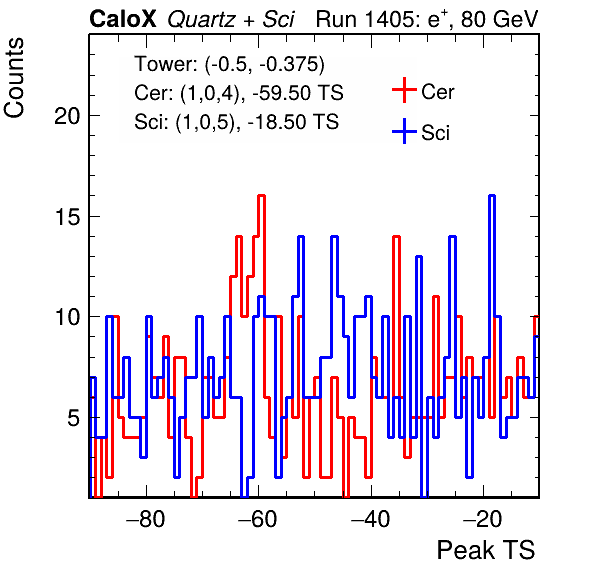 CaloX Quartz + Sci Run 1405: e⁺, 80 GeV
Counts
Tower: (-0.5, -0.375)
Cer: (1,0,4), -59.50 TS
Sci: (1,0,5), -18.50 TS
Cer
Sci
20
15
10
5
−80 −60 −40 −20
Peak TS